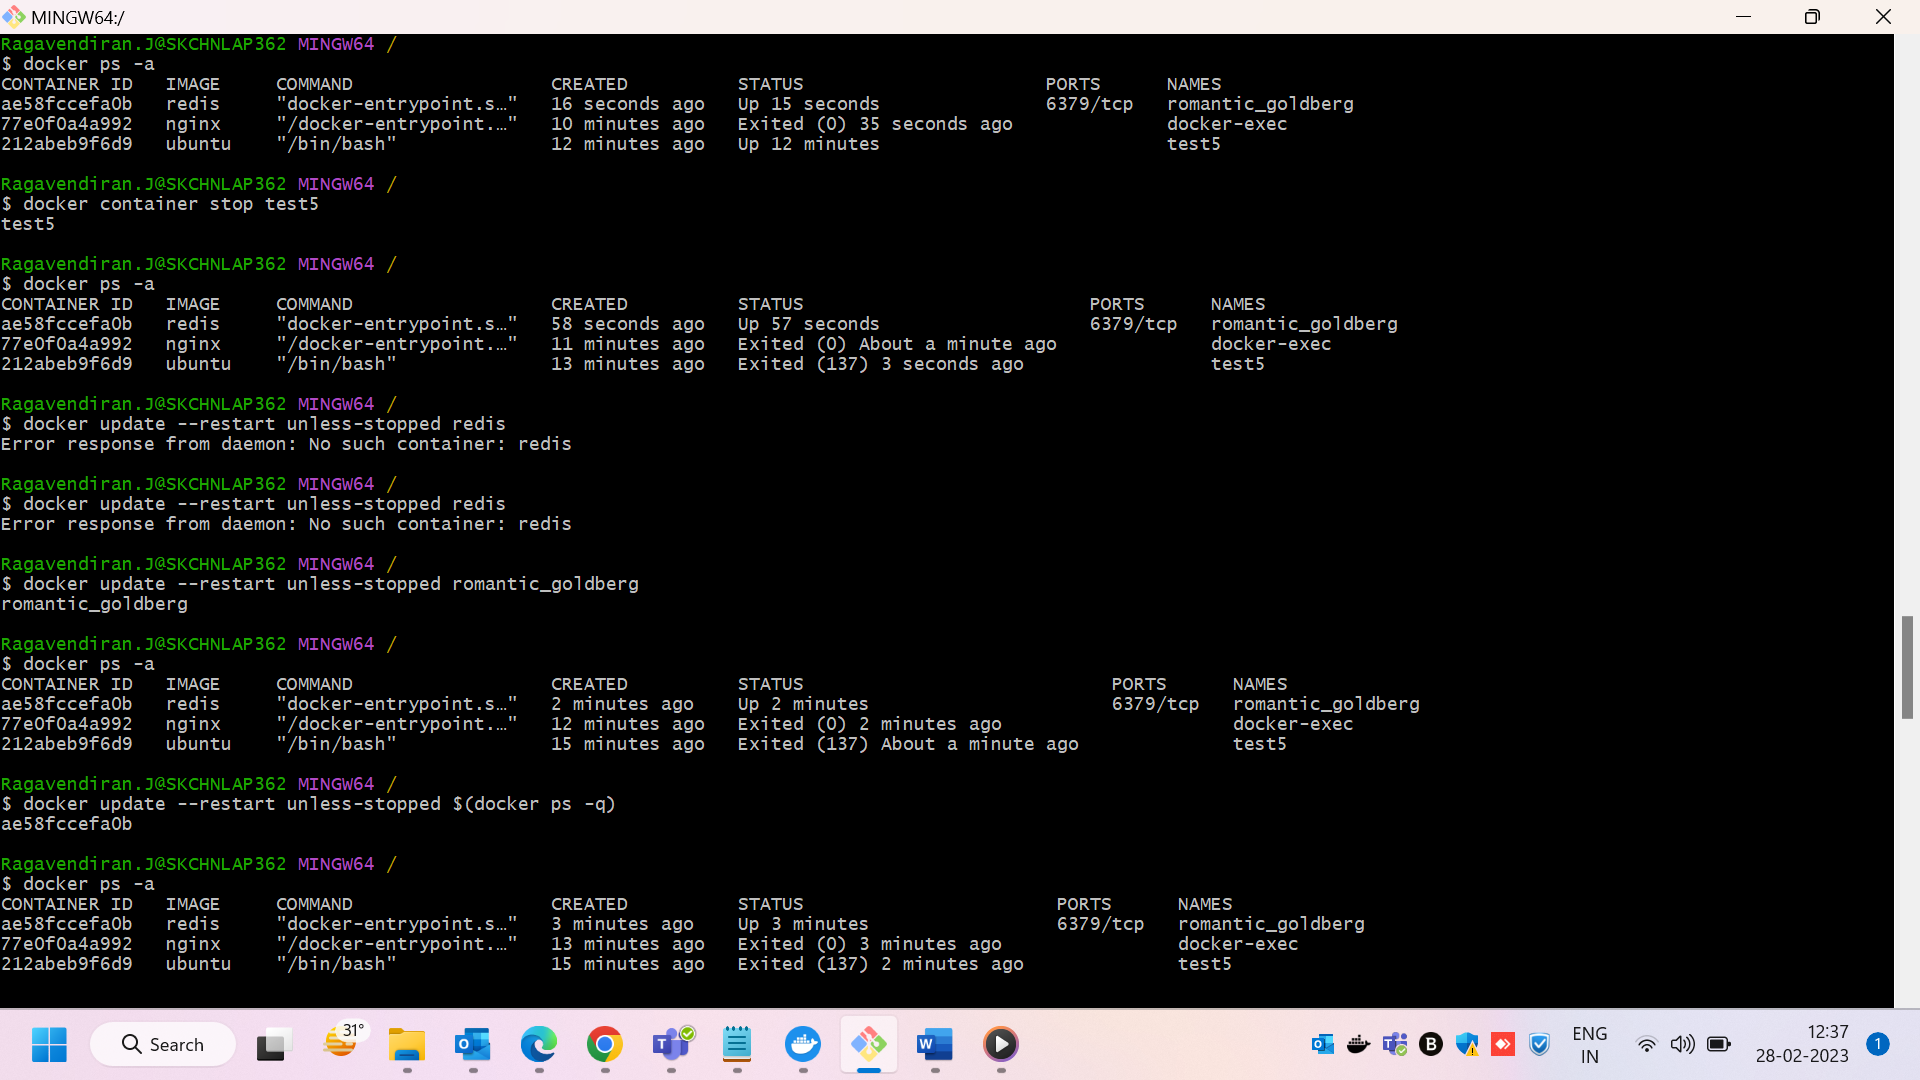 MINGW64:/
Ragavendiran.J@SKCHNLAP362 MINGW64 /
$ docker ps -a
CONTAINER ID   IMAGE     COMMAND                  CREATED          STATUS                      PORTS      NAMES
ae58fccefa0b   redis     "docker-entrypoint.s…"   16 seconds ago   Up 15 seconds               6379/tcp   romantic_goldberg
77e0f0a4a992   nginx     "/docker-entrypoint.…"   10 minutes ago   Exited (0) 35 seconds ago              docker-exec
212abeb9f6d9   ubuntu    "/bin/bash"              12 minutes ago   Up 12 minutes                          test5
Ragavendiran.J@SKCHNLAP362 MINGW64 /
$ docker container stop test5
test5
Ragavendiran.J@SKCHNLAP362 MINGW64 /
$ docker ps -a
CONTAINER ID   IMAGE     COMMAND                  CREATED          STATUS                          PORTS      NAMES
ae58fccefa0b   redis     "docker-entrypoint.s…"   58 seconds ago   Up 57 seconds                   6379/tcp   romantic_goldberg
77e0f0a4a992   nginx     "/docker-entrypoint.…"   11 minutes ago   Exited (0) About a minute ago              docker-exec
212abeb9f6d9   ubuntu    "/bin/bash"              13 minutes ago   Exited (137) 3 seconds ago                 test5
Ragavendiran.J@SKCHNLAP362 MINGW64 /
$ docker update --restart unless-stopped redis
Error response from daemon: No such container: redis
Ragavendiran.J@SKCHNLAP362 MINGW64 /
$ docker update --restart unless-stopped redis
Error response from daemon: No such container: redis
Ragavendiran.J@SKCHNLAP362 MINGW64 /
$ docker update --restart unless-stopped romantic_goldberg
romantic_goldberg
Ragavendiran.J@SKCHNLAP362 MINGW64 /
$ docker ps -a
CONTAINER ID   IMAGE     COMMAND                  CREATED          STATUS                            PORTS      NAMES
ae58fccefa0b   redis     "docker-entrypoint.s…"   2 minutes ago    Up 2 minutes                      6379/tcp   romantic_goldberg
77e0f0a4a992   nginx     "/docker-entrypoint.…"   12 minutes ago   Exited (0) 2 minutes ago                     docker-exec
212abeb9f6d9   ubuntu    "/bin/bash"              15 minutes ago   Exited (137) About a minute ago              test5
Ragavendiran.J@SKCHNLAP362 MINGW64 /
$ docker update --restart unless-stopped $(docker ps -q)
ae58fccefa0b
Ragavendiran.J@SKCHNLAP362 MINGW64 /
$ docker ps -a
CONTAINER ID   IMAGE     COMMAND                  CREATED          STATUS                       PORTS      NAMES
ae58fccefa0b   redis     "docker-entrypoint.s…"   3 minutes ago    Up 3 minutes                 6379/tcp   romantic_goldberg
77e0f0a4a992   nginx     "/docker-entrypoint.…"   13 minutes ago   Exited (0) 3 minutes ago                docker-exec
212abeb9f6d9   ubuntu    "/bin/bash"              15 minutes ago   Exited (137) 2 minutes ago              test5
Search
31°
ENG
IN
12:37
28-02-2023
1